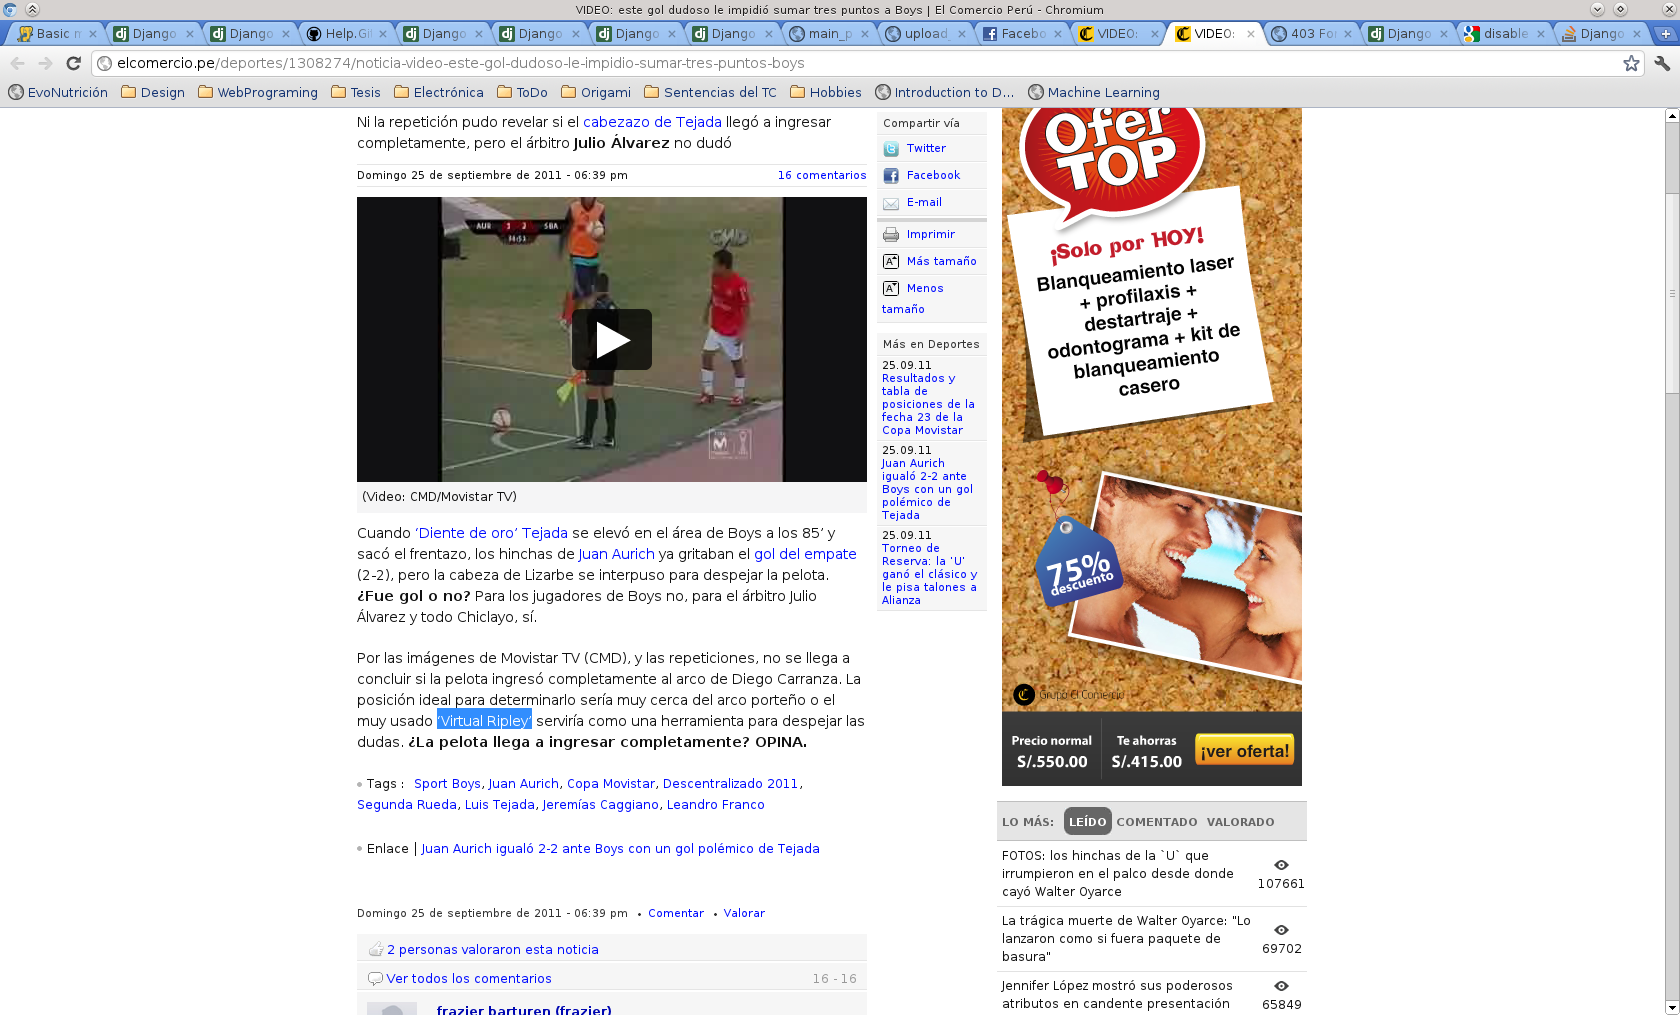 VIDEO: este gol dudoso le impidió sumar tres puntos a Boys | El Comercio Perú - Chromium
Basic
Django
Django
Help.Gi
Django
Django
Django
Django
main_p
upload_
Facebo
VIDEO:
VIDEO:
403 Fo
Django
disable
Django
elcomercio.pe/deportes/1308274/noticia-video-este-gol-dudoso-le-impidio-sumar-tres-puntos-boys
EvoNutrición
Design
WebPrograming
Tesis
Electrónica
ToDo
Origami
Sentencias del TC
Hobbies
Introduction to D...
Machine Learning
Ni la repetición pudo revelar si el cabezazo de Tejada llegó a ingresar
completamente, pero el árbitro Julio Álvarez no dudó
Domingo 25 de septiembre de 2011 - 06:39 pm
16 comentarios
AUR
SBA
CMD
(Video: CMD/Movistar TV)
Cuando ‘Diente de oro’ Tejada se elevó en el área de Boys a los 85’ y
sacó el frentazo, los hinchas de Juan Aurich ya gritaban el gol del empate
(2-2), pero la cabeza de Lizarbe se interpuso para despejar la pelota.
¿Fue gol o no? Para los jugadores de Boys no, para el árbitro Julio
Álvarez y todo Chiclayo, sí.
Por las imágenes de Movistar TV (CMD), y las repeticiones, no se llega a
concluir si la pelota ingresó completamente al arco de Diego Carranza. La
posición ideal para determinarlo sería muy cerca del arco porteño o el
muy usado ‘Virtual Ripley’ serviría como una herramienta para despejar las
dudas. ¿La pelota llega a ingresar completamente? OPINA.
Tags : Sport Boys, Juan Aurich, Copa Movistar, Descentralizado 2011,
Segunda Rueda, Luis Tejada, Jeremías Caggiano, Leandro Franco
Enlace | Juan Aurich igualó 2-2 ante Boys con un gol polémico de Tejada
Domingo 25 de septiembre de 2011 - 06:39 pm • Comentar • Valorar
2 personas valoraron esta noticia
Ver todos los comentarios
16 - 16
frazier barturen (frazier)
Compartir vía
Twitter
Facebook
E-mail
Imprimir
Más tamaño
Menos
tamaño
Más en Deportes
25.09.11
Resultados y
tabla de
posiciones de la
fecha 23 de la
Copa Movistar
25.09.11
Juan Aurich
igualó 2-2 ante
Boys con un gol
polémico de
Tejada
25.09.11
Torneo de
Reserva: la ‘U’
ganó el clásico y
le pisa talones a
Alianza
Ofer
TOP
¡Solo por HOY!
Blanqueamiento laser
+ profilaxis +
destartraje +
odontograma + kit de
blanqueamiento
casero
75%
descuento
Grupo El Comercio
Precio normal
S/.550.00
Te ahorras
S/.415.00
¡ver oferta!
LO MÁS: LEÍDO COMENTADO VALORADO
FOTOS: los hinchas de la `U` que
irrumpieron en el palco desde donde
cayó Walter Oyarce
107661
La trágica muerte de Walter Oyarce: "Lo
lanzaron como si fuera paquete de
basura"
69702
Jennifer López mostró sus poderosos
atributos en candente presentación
65849